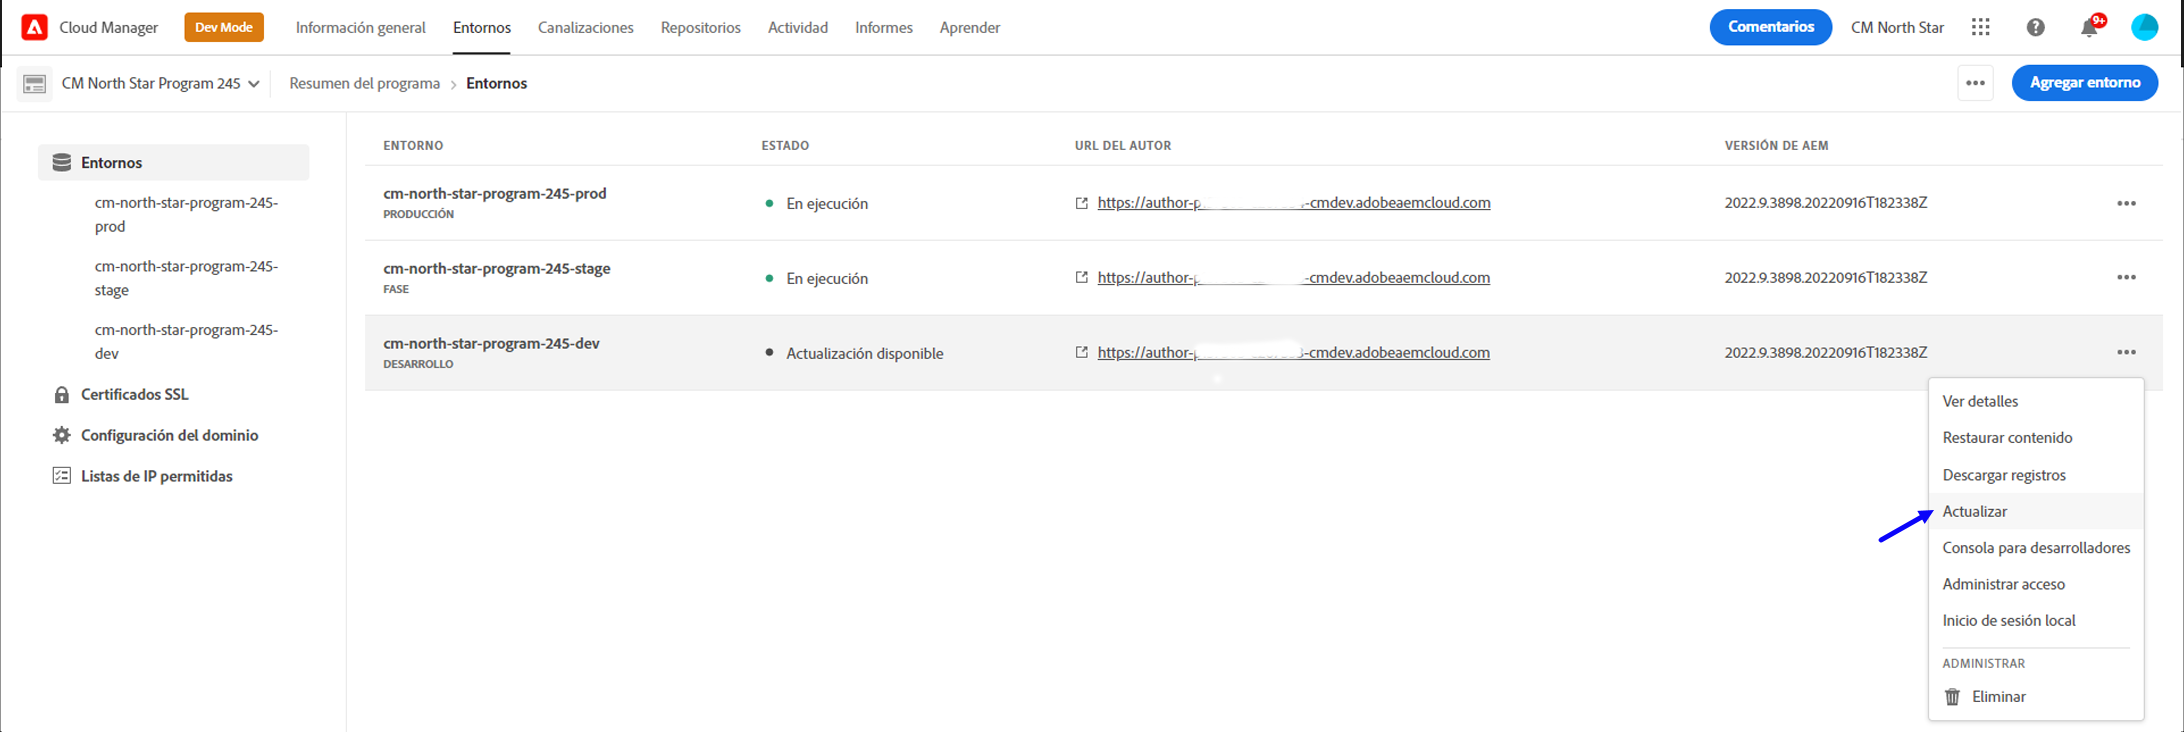 Cloud Manager Dev Mode Información general Entornos Canalizaciones Repositorios Actividad Informes Aprender Comentarios CM North Star 9+
CM North Star Program 245 Resumen del programa > Entornos ••• Agregar entorno
Entornos
cm-north-star-program-245-
prod
cm-north-star-program-245-
stage
cm-north-star-program-245-
dev
Certificados SSL
Configuración del dominio
Listas de IP permitidas
ENTORNO ESTADO URL DEL AUTOR VERSIÓN DE AEM
cm-north-star-program-245-prod
PRODUCCIÓN
En ejecución https://author-p -cmdev.adobeaemcloud.com 2022.9.3898.20220916T182338Z
cm-north-star-program-245-stage
FASE
En ejecución https://author-p -cmdev.adobeaemcloud.com 2022.9.3898.20220916T182338Z
cm-north-star-program-245-dev
DESARROLLO
Actualización disponible https://author-p -cmdev.adobeaemcloud.com 2022.9.3898.20220916T182338Z
Ver detalles
Restaurar contenido
Descargar registros
Actualizar
Consola para desarrolladores
Administrar acceso
Inicio de sesión local
ADMINISTRAR
Eliminar